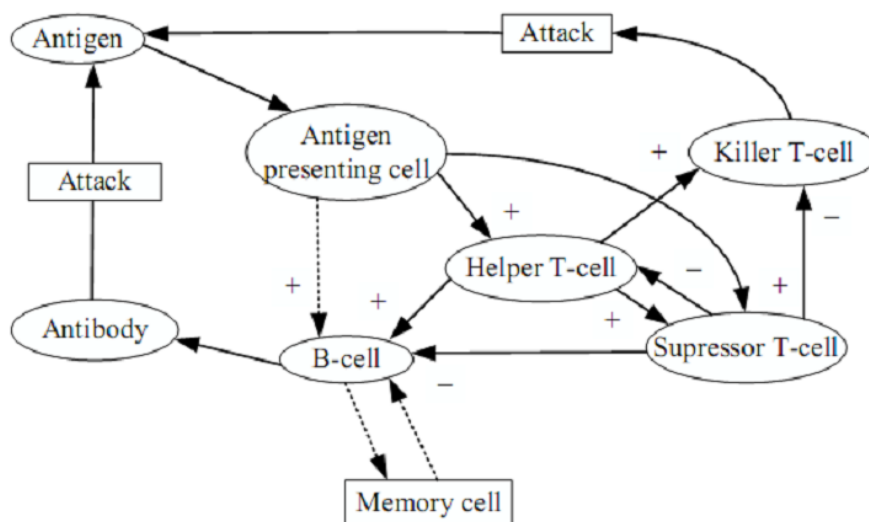 Attack
Antigen
Antigen
presenting cell
+
Killer T-cell
Attack
+
−
Helper T-cell
−
+
+
+
+
Antibody
B-cell
−
Supressor T-cell
Memory cell